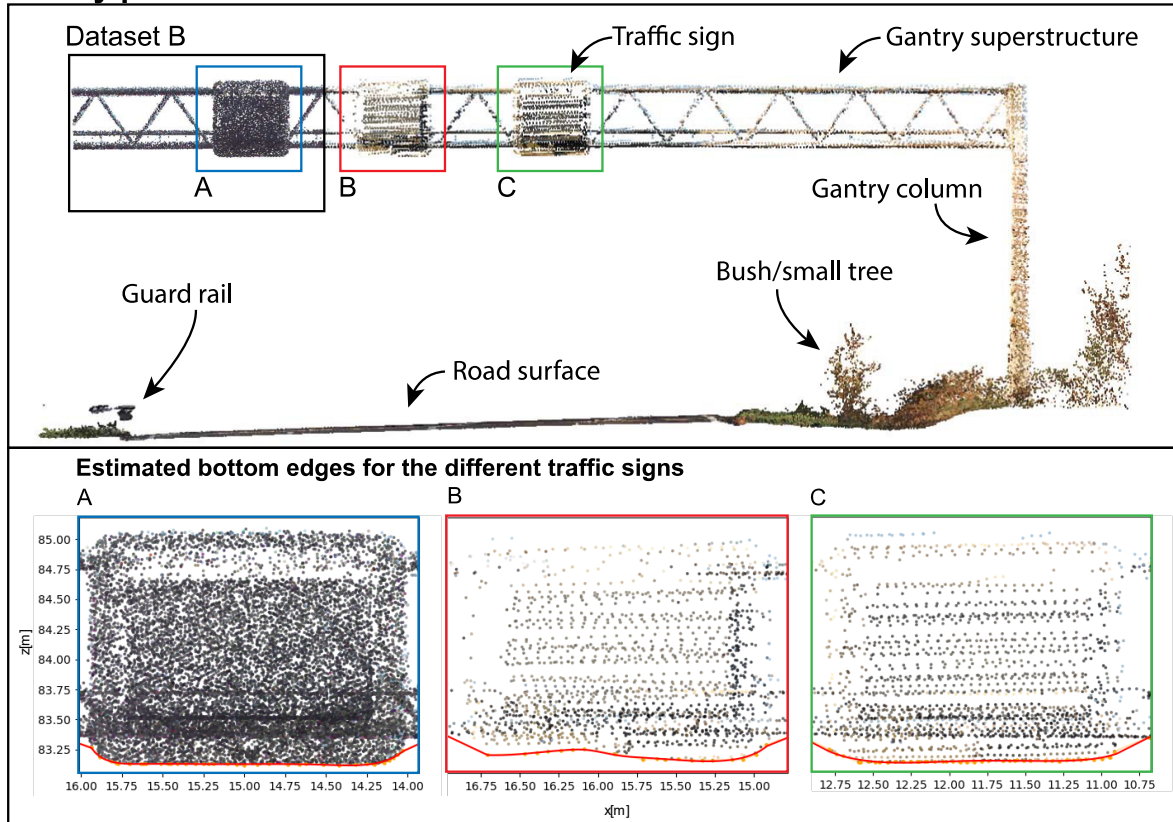 Dataset B
Traffic sign
Gantry superstructure
A
B
C
Gantry column
Bush/small tree
Guard rail
Road surface
Estimated bottom edges for the different traffic signs
A
B
C
85.00
84.75
84.50
84.25
84.00
83.75
83.50
83.25
z[m]
16.00 15.75 15.50 15.25 15.00 14.75 14.50 14.25 14.00
16.75 16.50 16.25 16.00 15.75 15.50 15.25 15.00
12.75 12.50 12.25 12.00 11.75 11.50 11.25 11.00 10.75
x[m]